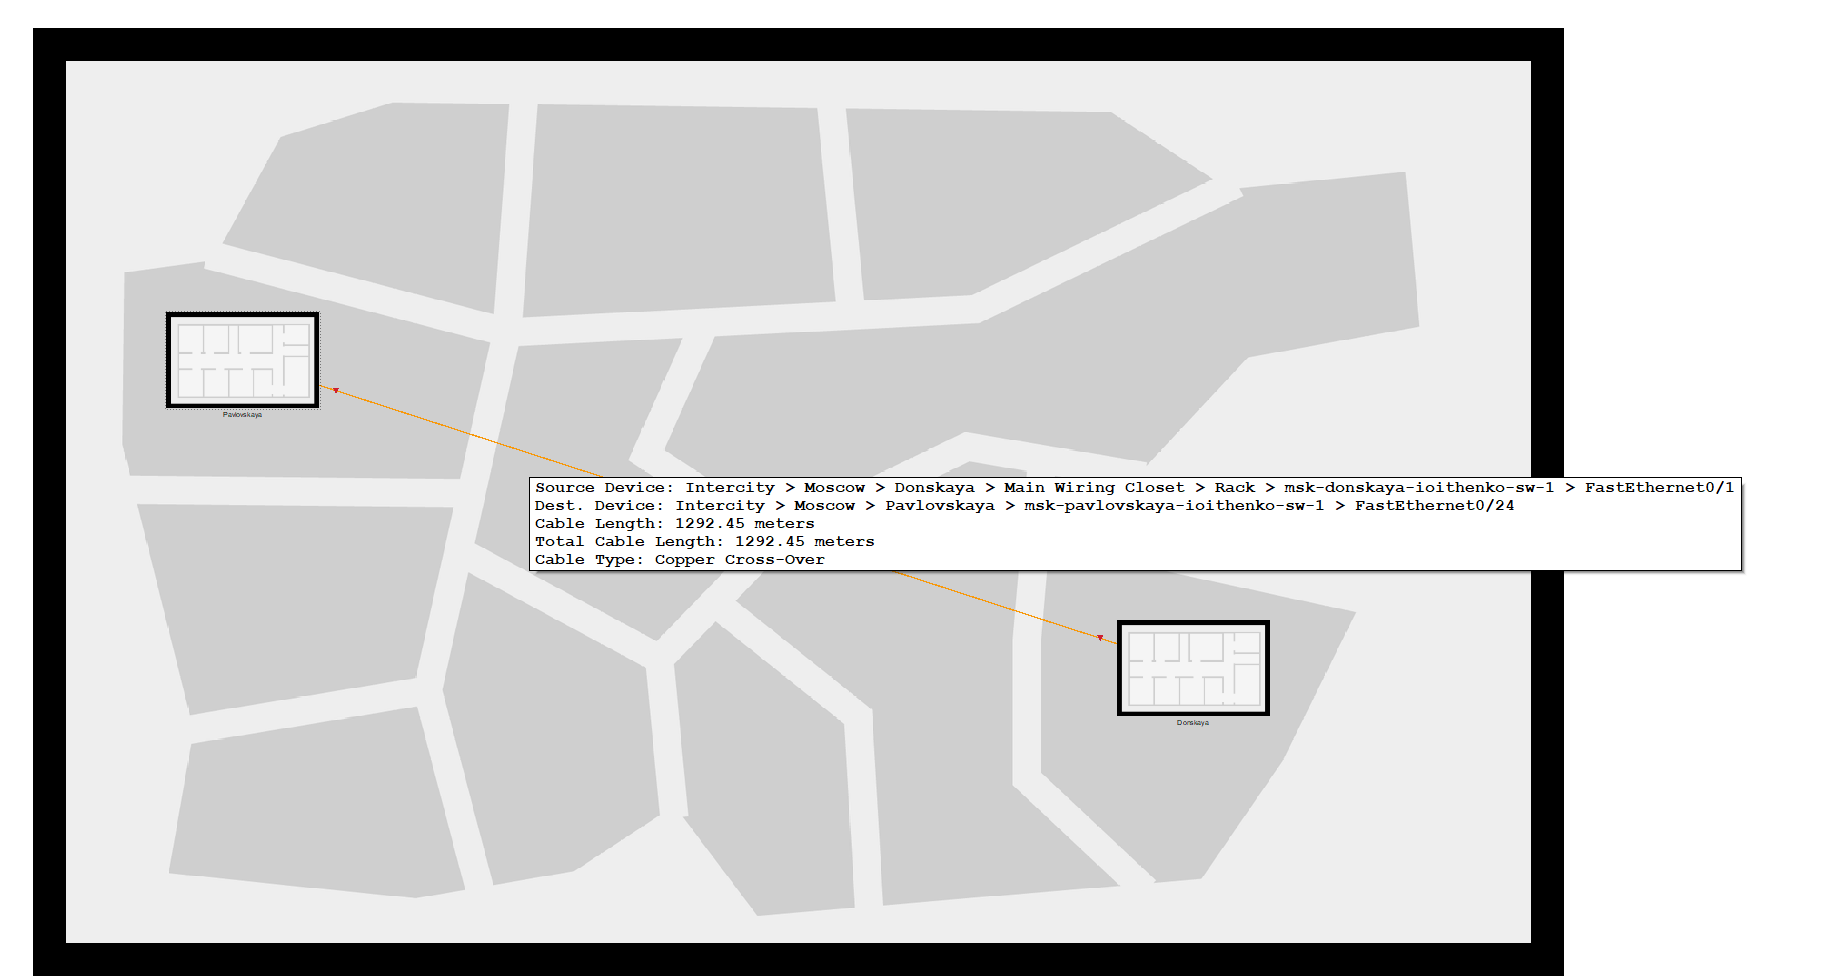 Pavlovskaya
Source Device: Intercity > Moscow > Donskaya > Main Wiring Closet > Rack > msk-donskaya-ioithenko-sw-1 > FastEthernet0/1
Dest. Device: Intercity > Moscow > Pavlovskaya > msk-pavlovskaya-ioithenko-sw-1 > FastEthernet0/24
Cable Length: 1292.45 meters
Total Cable Length: 1292.45 meters
Cable Type: Copper Cross-Over
Donskaya